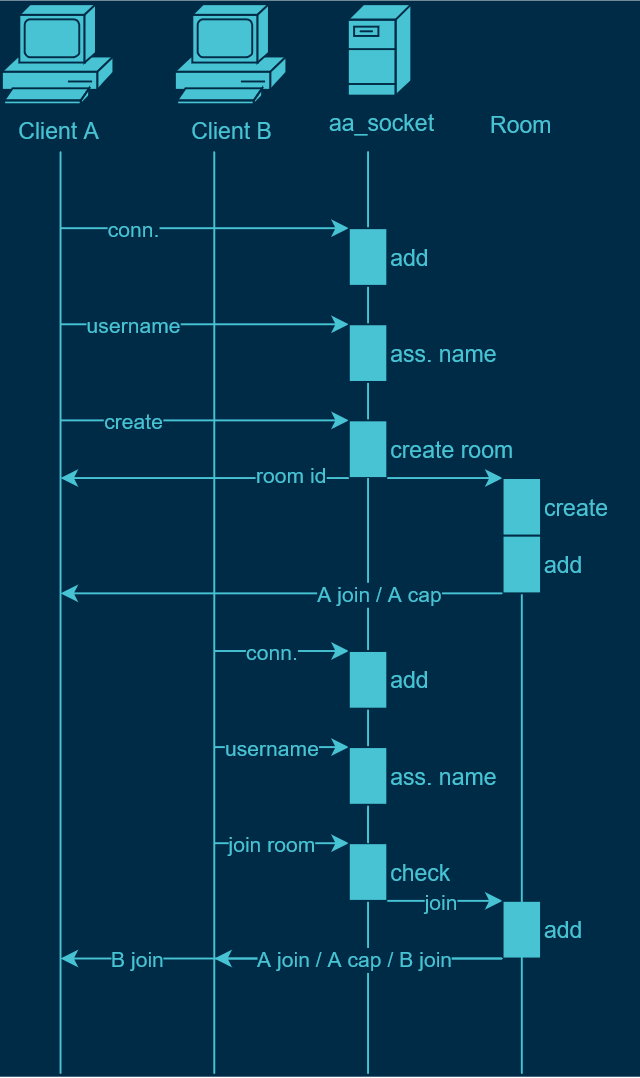 Client A
Client B
aa_socket
Room
conn.
add
username
ass. name
create
create room
room id
create
add
A join / A cap
conn.
add
username
ass. name
join room
check
join
add
B join
A join / A cap / B join